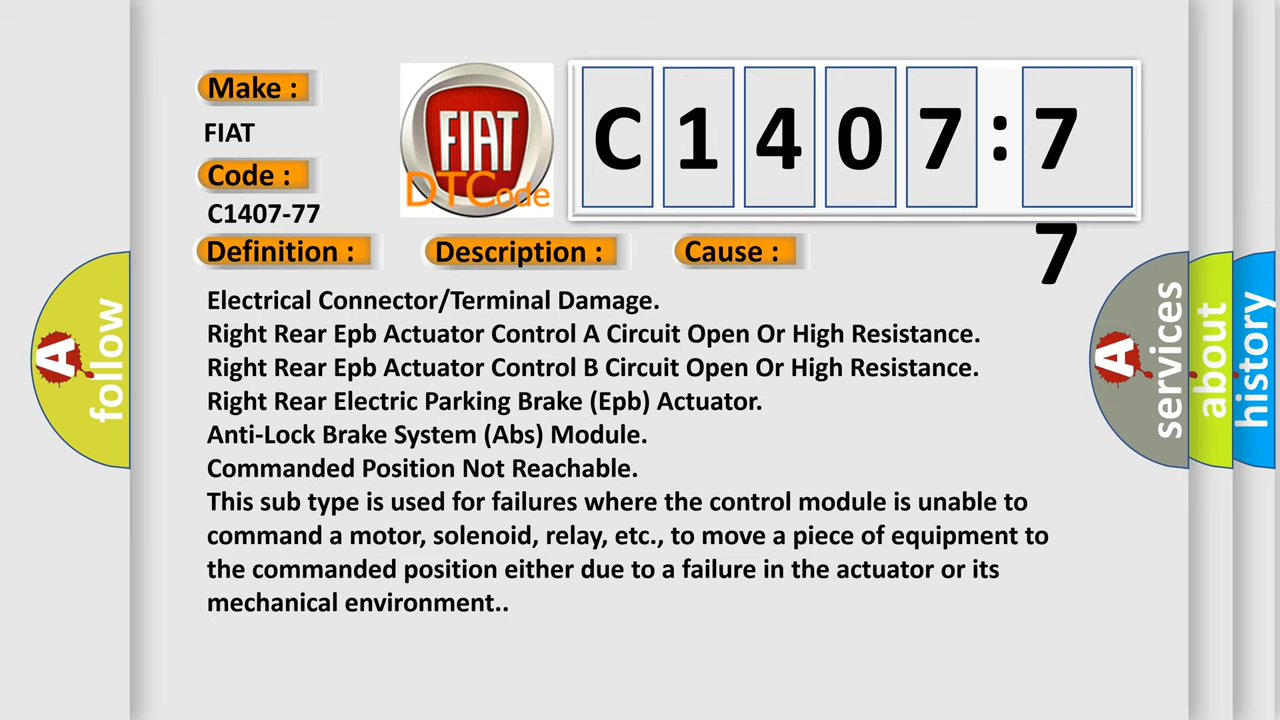 Make :
FIAT
Code :
C1407-77
FIAT
DTCode
C1407:7
7
Definition :
Description :
Cause :
Electrical Connector/Terminal Damage.
Right Rear Epb Actuator Control A Circuit Open Or High Resistance.
Right Rear Epb Actuator Control B Circuit Open Or High Resistance.
Right Rear Electric Parking Brake (Epb) Actuator.
Anti-Lock Brake System (Abs) Module.
Commanded Position Not Reachable.
This sub type is used for failures where the control module is unable to
command a motor, solenoid, relay, etc., to move a piece of equipment to
the commanded position either due to a failure in the actuator or its
mechanical environment..
A
follow
A
services
about
history